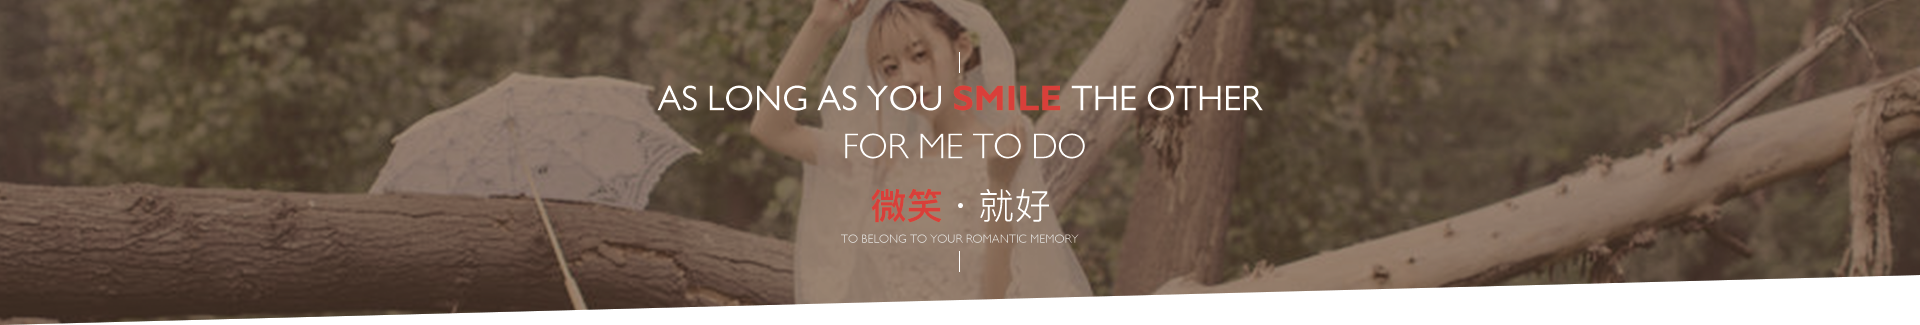 AS LONG AS YOU SMILE THE OTHER
FOR ME TO DO
微笑·就好
TO BELONG TO YOUR ROMANTIC MEMORY